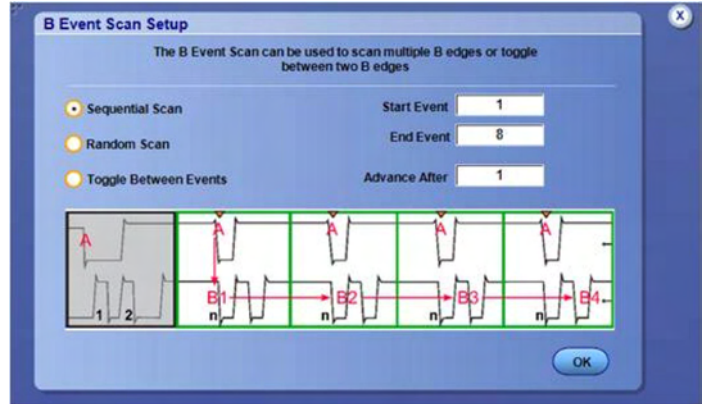 X
B Event Scan Setup
The B Event Scan can be used to scan multiple B edges or toggle
between two B edges
Sequential Scan
Start Event 1
Random Scan
End Event 8
Toggle Between Events
Advance After 1
A A A A A
B1 B2 B3 B4
1 2 n n n n
OK